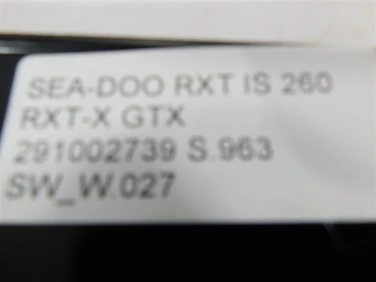 SEA-DOO RXT IS 260
RXT-X GTX
291002739 S.963
SW_W.027